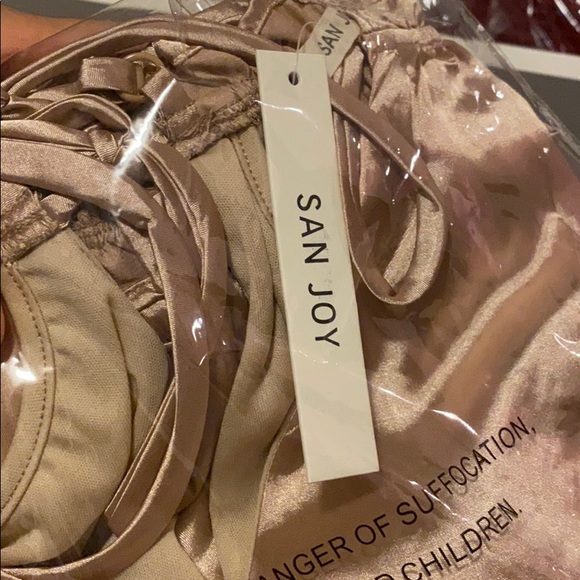 SAN J
SAN JOY
ANGER OF SUFFOCATION,
CHILDREN.